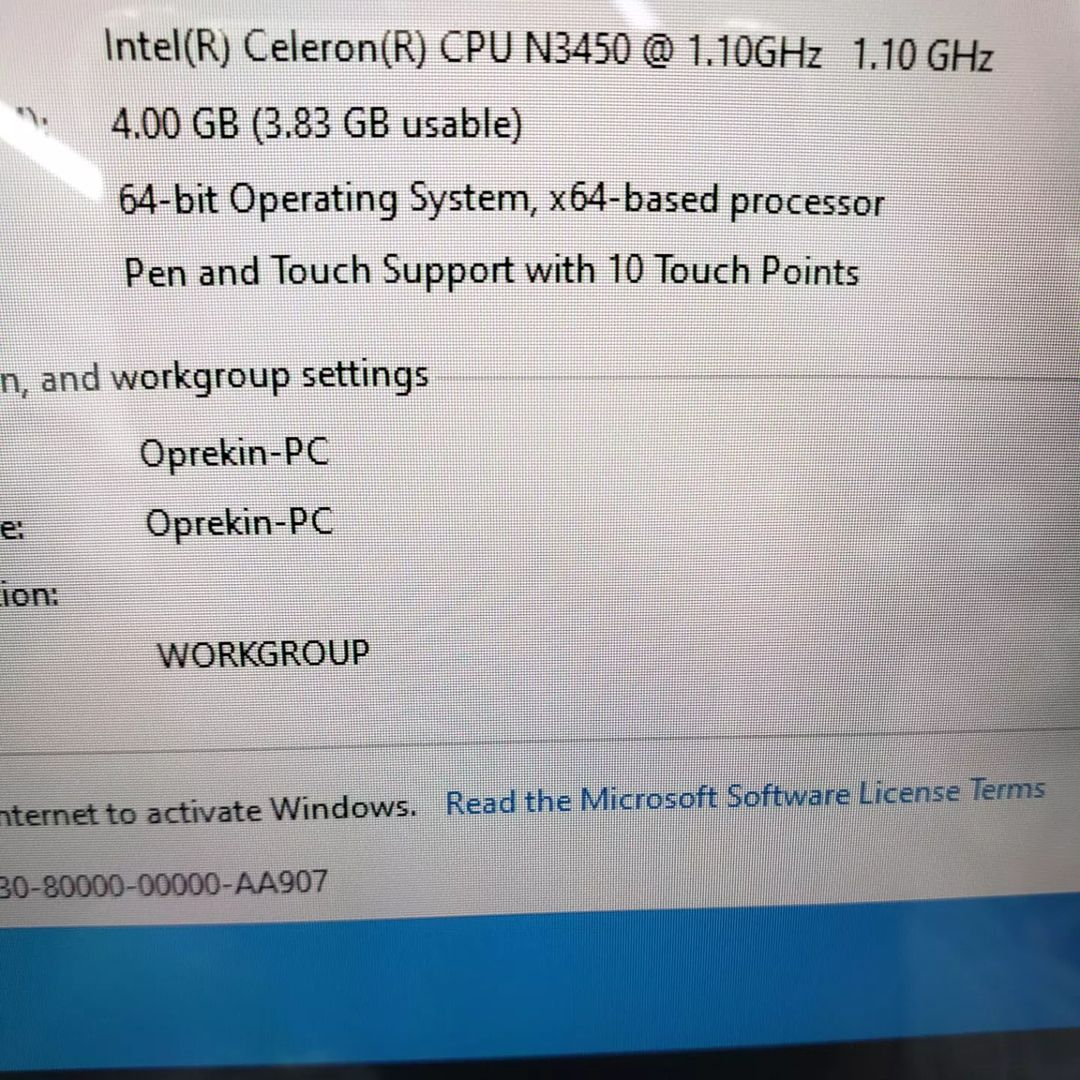 Intel(R) Celeron(R) CPU N3450 @ 1.10GHz 1.10 GHz
): 4.00 GB (3.83 GB usable)
64-bit Operating System, x64-based processor
Pen and Touch Support with 10 Touch Points
n, and workgroup settings
Oprekin-PC
e: Oprekin-PC
ion:
WORKGROUP
nternet to activate Windows. Read the Microsoft Software License Terms
30-80000-00000-AA907